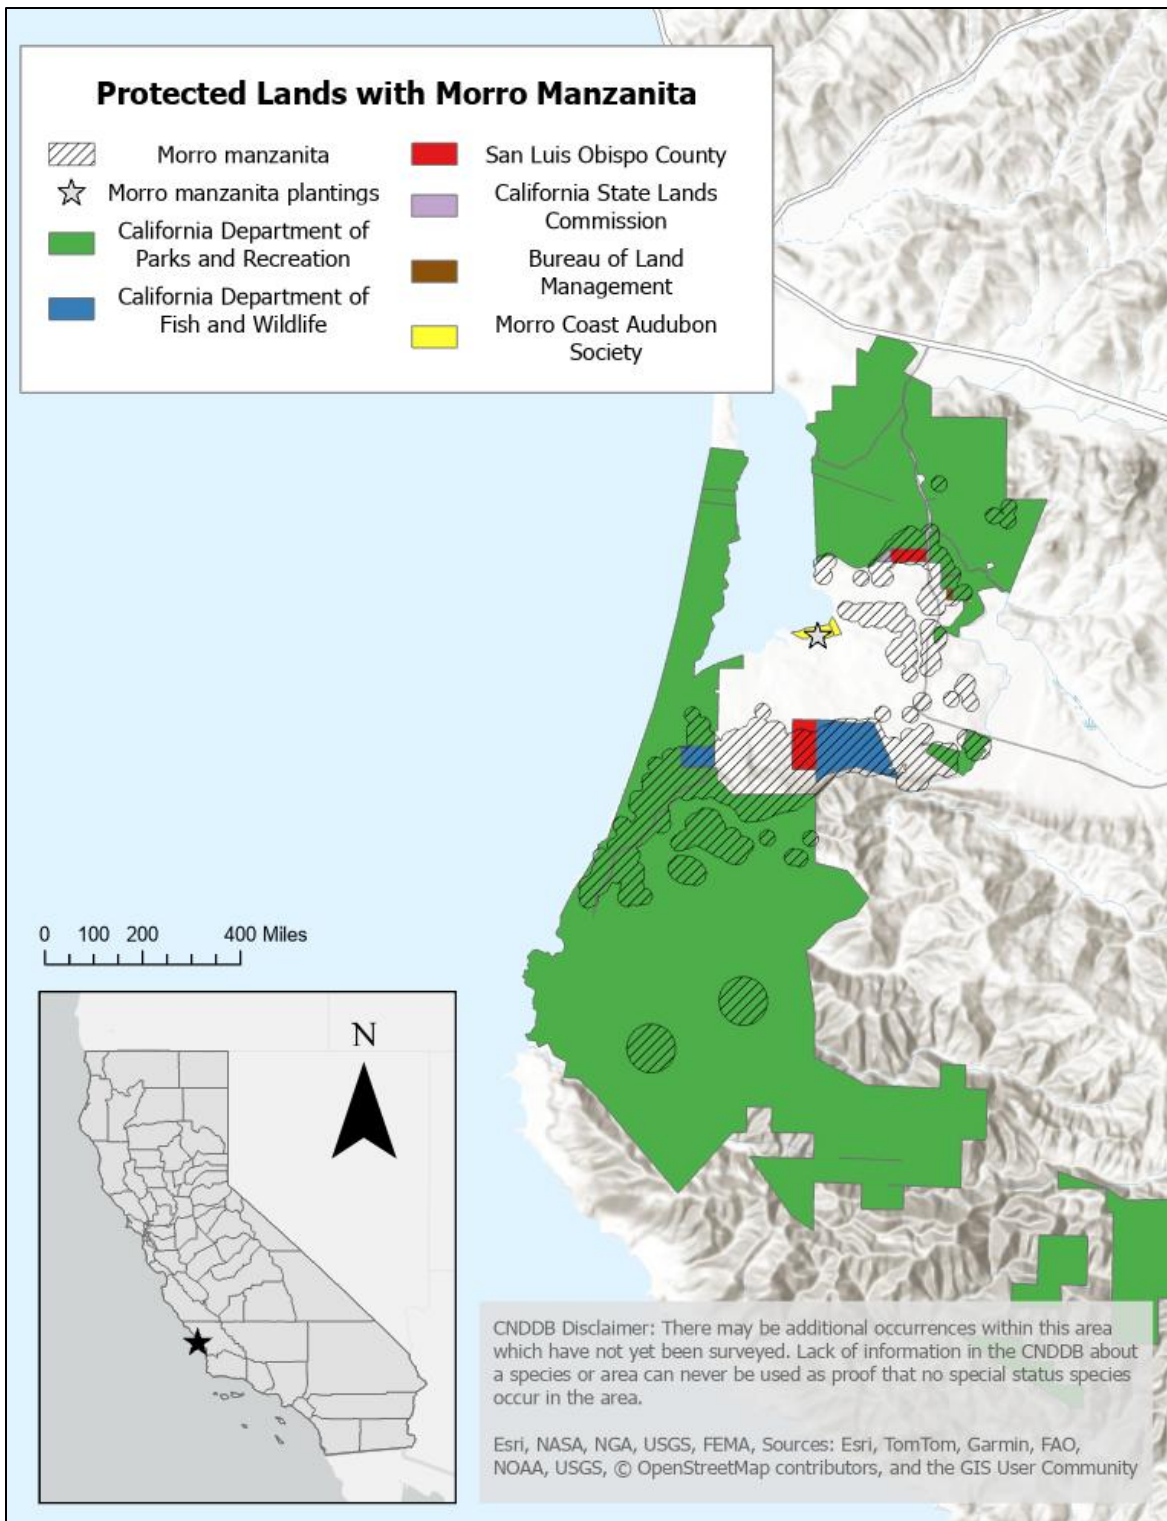 Protected Lands with Morro Manzanita
Morro manzanita
Morro manzanita plantings
California Department of
Parks and Recreation
California Department of
Fish and Wildlife
San Luis Obispo County
California State Lands
Commission
Bureau of Land
Management
Morro Coast Audubon
Society
0 100 200 400 Miles
N
CNDDB Disclaimer: There may be additional occurrences within this area
which have not yet been surveyed. Lack of information in the CNDDB about
a species or area can never be used as proof that no special status species
occur in the area.
Esri, NASA, NGA, USGS, FEMA, Sources: Esri, TomTom, Garmin, FAO,
NOAA, USGS, © OpenStreetMap contributors, and the GIS User Community